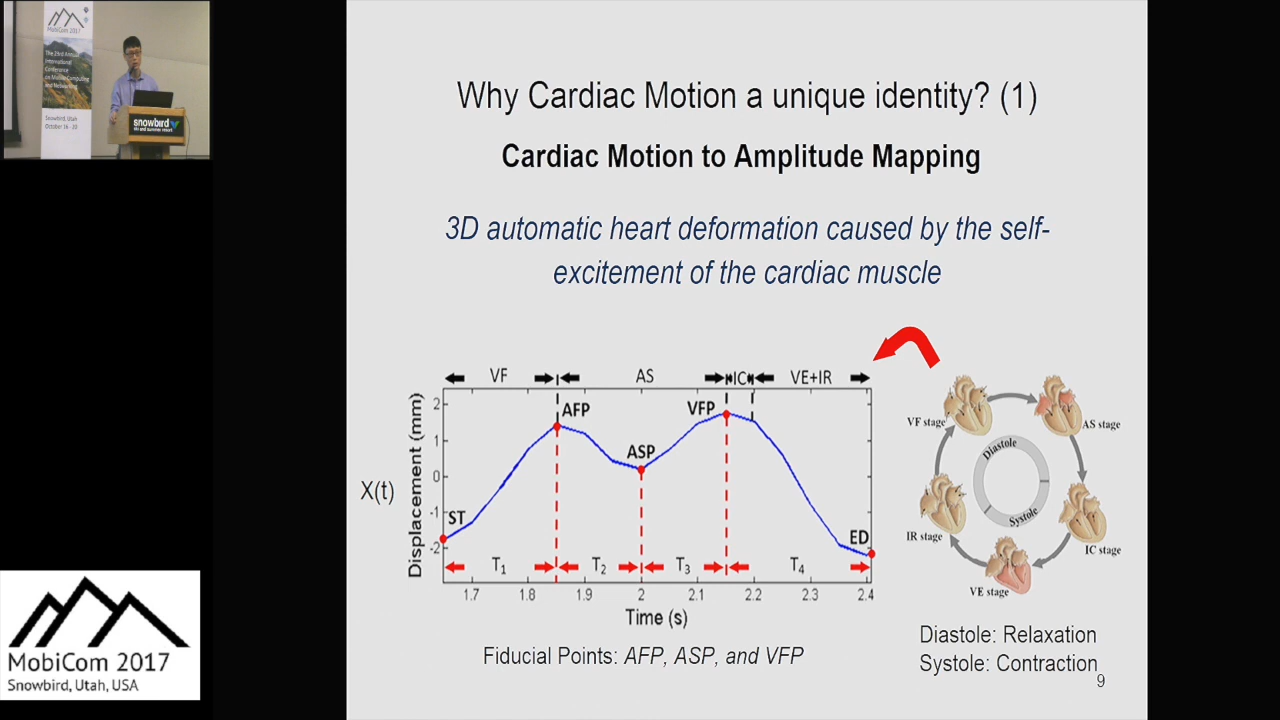 MobiCom 2017
The 23rd Annual
International
Conference
on Mobile Computing
and Networking
Snowbird, Utah
October 16 - 20
snowbird
ski and summer resort
Why Cardiac Motion a unique identity? (1)
Cardiac Motion to Amplitude Mapping
3D automatic heart deformation caused by the self-
excitement of the cardiac muscle
VF AS IC VE+IR
AFP
VFP
ASP
ST
ED
X(t)
Displacement (mm)
2
1
0
-1
-2
T1 T2 T3 T4
1.7 1.8 1.9 2 2.1 2.2 2.3 2.4
Time (s)
Fiducial Points: AFP, ASP, and VFP
VF stage
AS stage
Diastole
Systole
IR stage
IC stage
VE stage
Diastole: Relaxation
Systole: Contraction
9
MobiCom 2017
Snowbird, Utah, USA